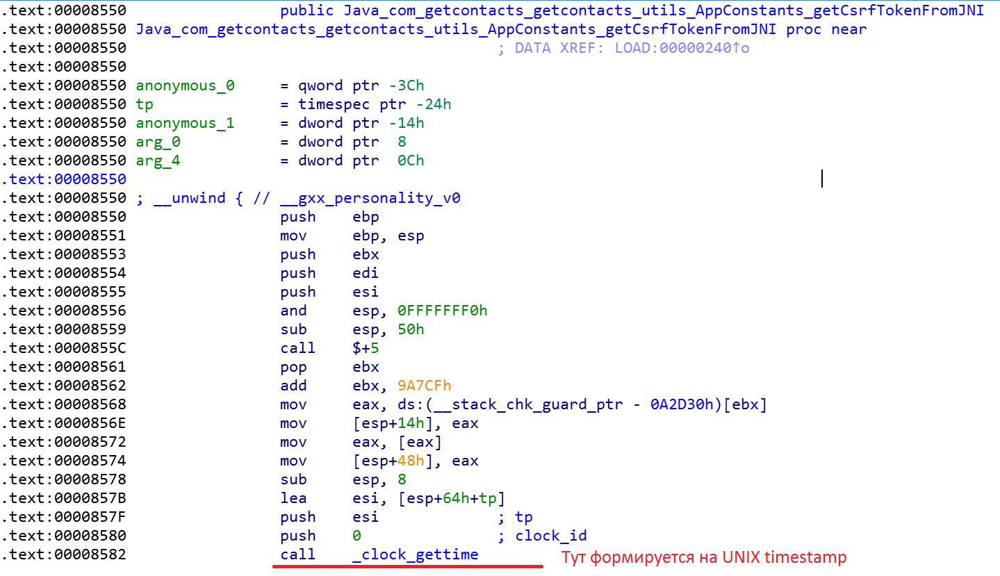 .text:00008550 public Java_com_getcontacts_getcontacts_utils_AppConstants_getCsrfTokenFromJNI
.text:00008550 Java_com_getcontacts_getcontacts_utils_AppConstants_getCsrfTokenFromJNI proc near
.text:00008550 ; DATA XREF: LOAD:00000240↑o
.text:00008550
.text:00008550 anonymous_0 = qword ptr -3Ch
.text:00008550 tp = timespec ptr -24h
.text:00008550 anonymous_1 = dword ptr -14h
.text:00008550 arg_0 = dword ptr 8
.text:00008550 arg_4 = dword ptr 0Ch
.text:00008550
.text:00008550 ; __unwind { // __gxx_personality_v0
.text:00008550 push ebp
.text:00008551 mov ebp, esp
.text:00008553 push ebx
.text:00008554 push edi
.text:00008555 push esi
.text:00008556 and esp, 0FFFFFFF0h
.text:00008559 sub esp, 50h
.text:0000855C call $+5
.text:00008561 pop ebx
.text:00008562 add ebx, 9A7CFh
.text:00008568 mov eax, ds:(__stack_chk_guard_ptr - 0A2D30h)[ebx]
.text:0000856E mov [esp+14h], eax
.text:00008572 mov eax, [eax]
.text:00008574 mov [esp+48h], eax
.text:00008578 sub esp, 8
.text:0000857B lea esi, [esp+64h+tp]
.text:0000857F push esi ; tp
.text:00008580 push 0 ; clock_id
.text:00008582 call _clock_gettime Тут формируется на UNIX timestamp